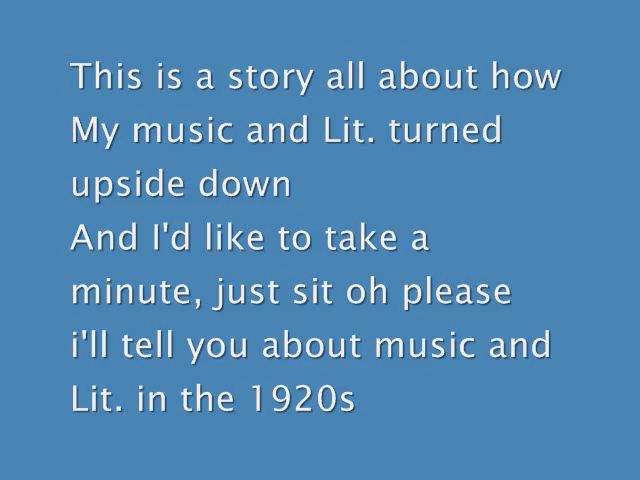 This is a story all about how
My music and Lit. turned
upside down
And I'd like to take a
minute, just sit oh please
i'll tell you about music and
Lit. in the 1920s